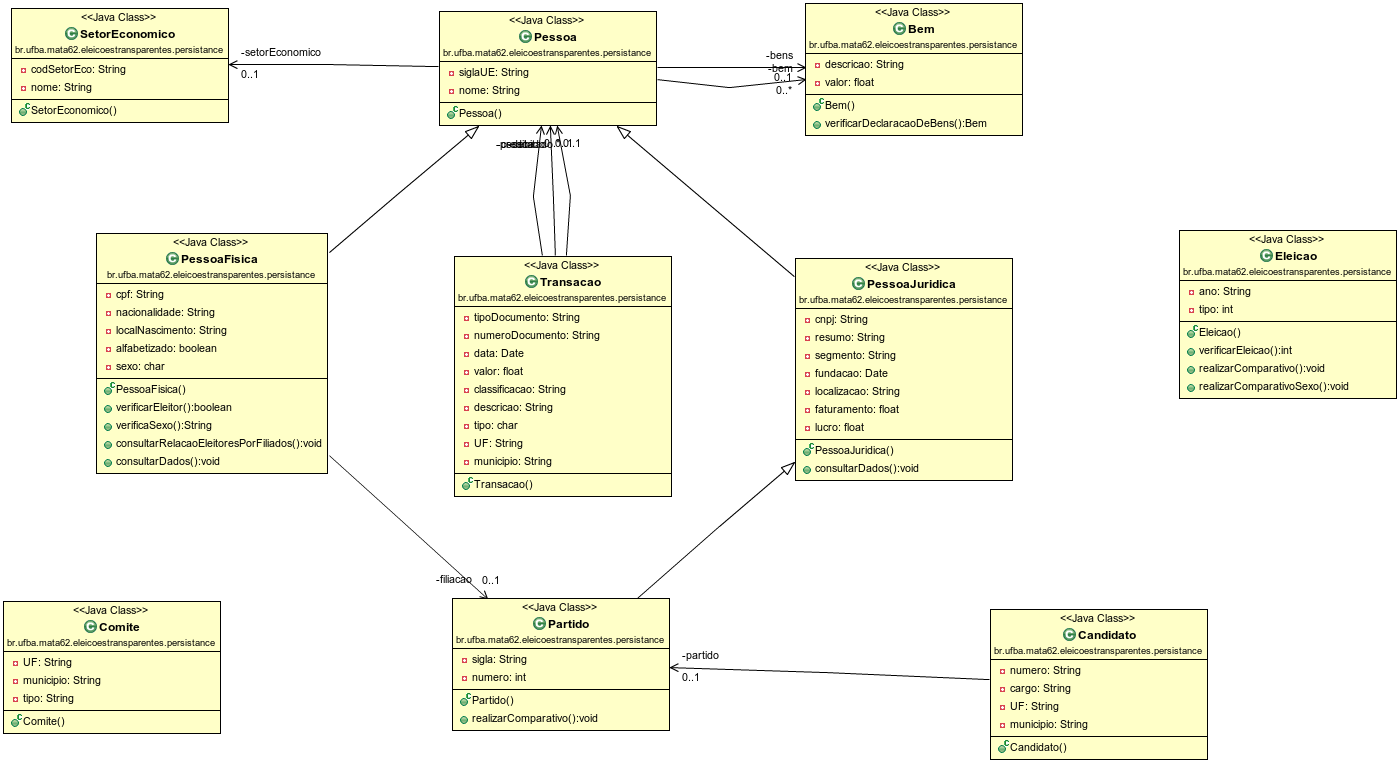 <<Java Class>>
SetorEconomico
br.ufba.mata62.eleicoestransparentes.persistance
codSetorEco: String
nome: String
SetorEconomico()
-setorEconomico
0..1
<<Java Class>>
Pessoa
br.ufba.mata62.eleicoestransparentes.persistance
siglaUE: String
nome: String
Pessoa()
-bens
-bem
0..1
0..*
<<Java Class>>
Bem
br.ufba.mata62.eleicoestransparentes.persistance
descricao: String
valor: float
Bem()
verificarDeclaracaoDeBens():Bem
<<Java Class>>
PessoaFisica
br.ufba.mata62.eleicoestransparentes.persistance
cpf: String
nacionalidade: String
localNascimento: String
alfabetizado: boolean
sexo: char
PessoaFisica()
verificarEleitor():boolean
verificaSexo():String
consultarRelacaoEleitoresPorFiliados():void
consultarDados():void
<<Java Class>>
Transacao
br.ufba.mata62.eleicoestransparentes.persistance
tipoDocumento: String
numeroDocumento: String
data: Date
valor: float
classificacao: String
descricao: String
tipo: char
UF: String
municipio: String
Transacao()
<<Java Class>>
PessoaJuridica
br.ufba.mata62.eleicoestransparentes.persistance
cnpj: String
resumo: String
segmento: String
fundacao: Date
localizacao: String
faturamento: float
lucro: float
PessoaJuridica()
consultarDados():void
<<Java Class>>
Eleicao
br.ufba.mata62.eleicoestransparentes.persistance
ano: String
tipo: int
Eleicao()
verificarEleicao():int
realizarComparativo():void
realizarComparativoSexo():void
-filiacao
0..1
<<Java Class>>
Comite
br.ufba.mata62.eleicoestransparentes.persistance
UF: String
municipio: String
tipo: String
Comite()
<<Java Class>>
Partido
br.ufba.mata62.eleicoestransparentes.persistance
sigla: String
numero: int
Partido()
realizarComparativo():void
-partido
0..1
<<Java Class>>
Candidato
br.ufba.mata62.eleicoestransparentes.persistance
numero: String
cargo: String
UF: String
municipio: String
Candidato()